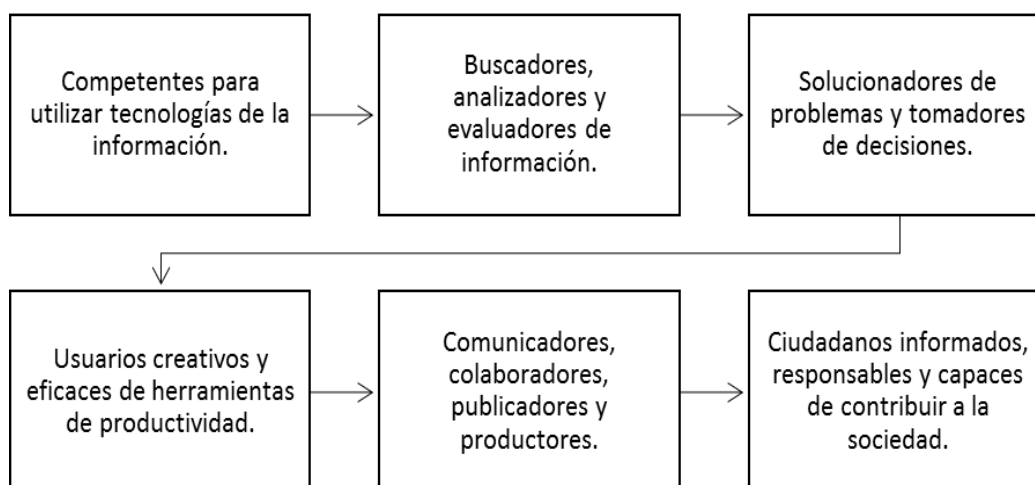 Competentes para
utilizar tecnologías de la
información.
Buscadores,
analizadores y
evaluadores de
información.
Solucionadores de
problemas y tomadores
de decisiones.
Usuarios creativos y
eficaces de herramientas
de productividad.
Comunicadores,
colaboradores,
publicadores y
productores.
Ciudadanos informados,
responsables y capaces
de contribuir a la
sociedad.